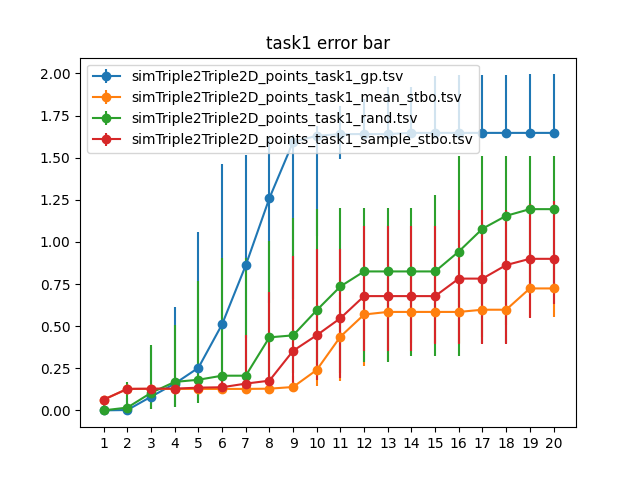 task1 error bar
simTriple2Triple2D_points_task1_gp.tsv
simTriple2Triple2D_points_task1_mean_stbo.tsv
simTriple2Triple2D_points_task1_rand.tsv
simTriple2Triple2D_points_task1_sample_stbo.tsv
2.00
1.75
1.50
1.25
1.00
0.75
0.50
0.25
0.00
1 2 3 4 5 6 7 8 9 10 11 12 13 14 15 16 17 18 19 20